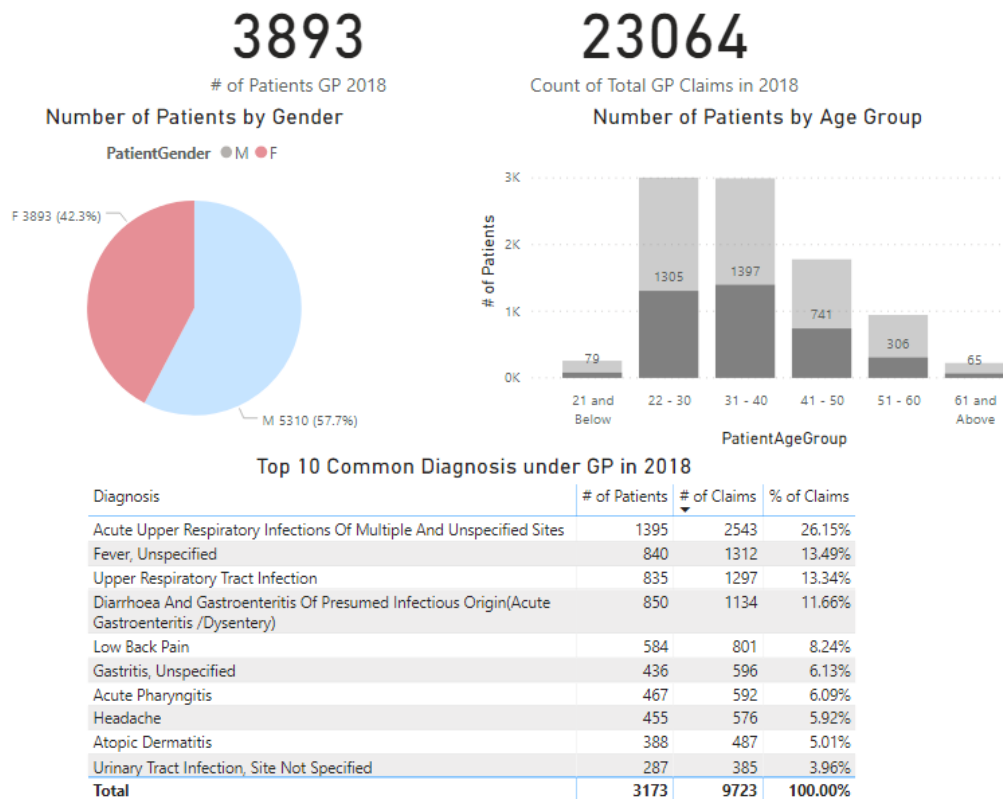 3893
# of Patients GP 2018
23064
Count of Total GP Claims in 2018
Number of Patients by Gender
PatientGender M F
F 3893 (42.3%)
M 5310 (57.7%)
Number of Patients by Age Group
# of Patients
3K
2K
1K
0K
79
1305
1397
741
306
65
21 and Below
22 - 30
31 - 40
41 - 50
51 - 60
61 and Above
PatientAgeGroup
Top 10 Common Diagnosis under GP in 2018
Diagnosis # of Patients # of Claims % of Claims
Acute Upper Respiratory Infections Of Multiple And Unspecified Sites 1395 2543 26.15%
Fever, Unspecified 840 1312 13.49%
Upper Respiratory Tract Infection 835 1297 13.34%
Diarrhoea And Gastroenteritis Of Presumed Infectious Origin(Acute 850 1134 11.66%
Gastroenteritis /Dysentery)
Low Back Pain 584 801 8.24%
Gastritis, Unspecified 436 596 6.13%
Acute Pharyngitis 467 592 6.09%
Headache 455 576 5.92%
Atopic Dermatitis 388 487 5.01%
Urinary Tract Infection, Site Not Specified 287 385 3.96%
Total 3173 9723 100.00%